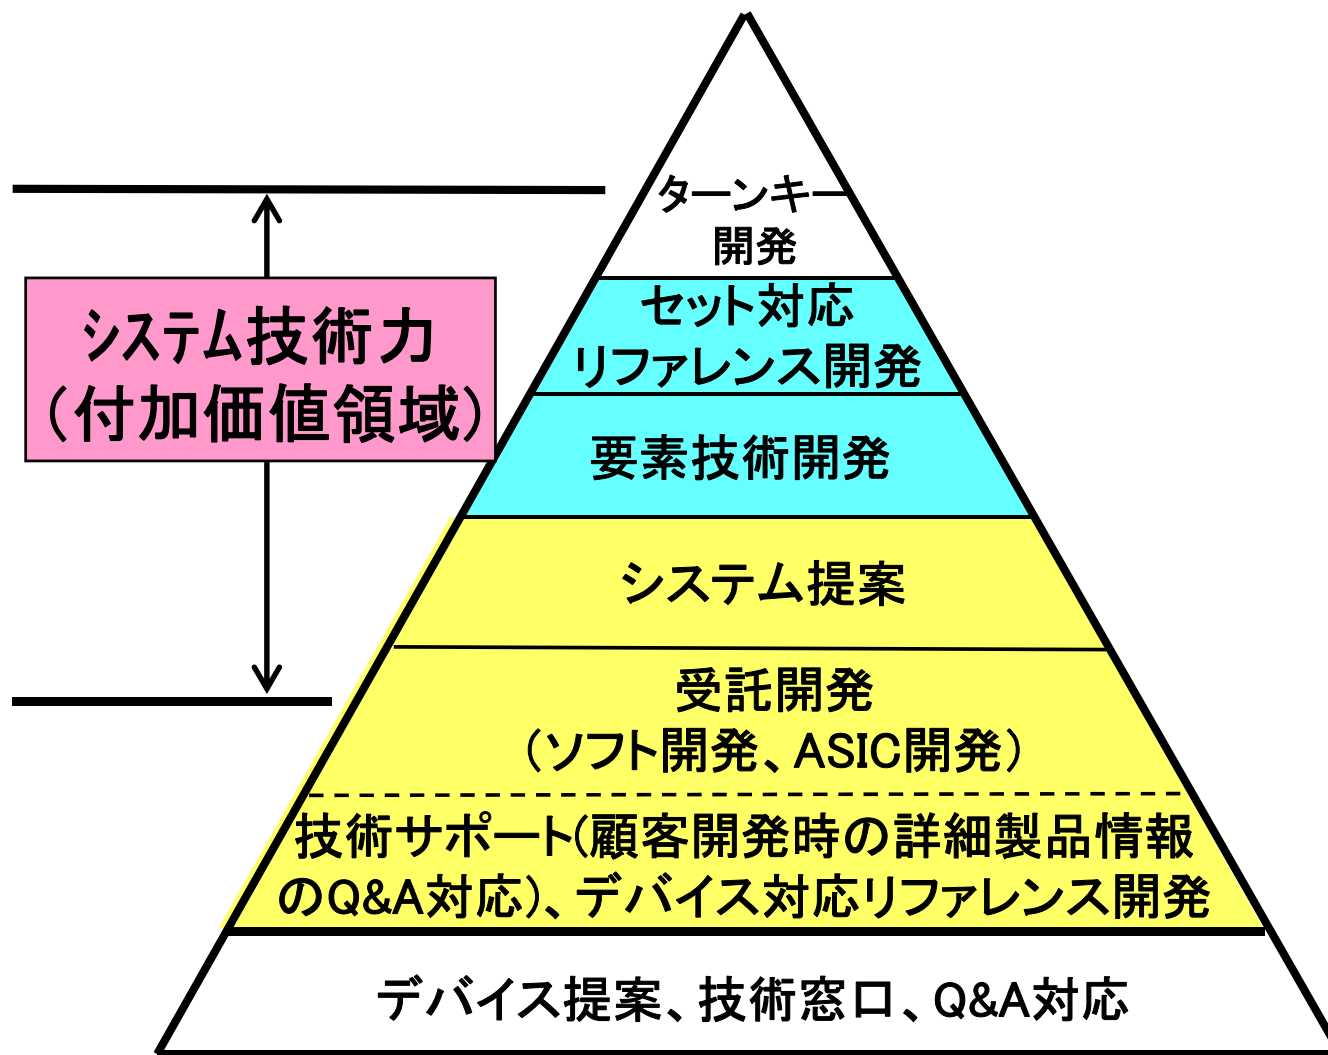 ターンキー
開発
セット対応
リファレンス開発
システム技術力
（付加価値領域）
要素技術開発
システム提案
受託開発
（ソフト開発、ASIC開発）
技術サポート(顧客開発時の詳細製品情報
のQ&A対応)、デバイス対応リファレンス開発
デバイス提案、技術窓口、Q&A対応